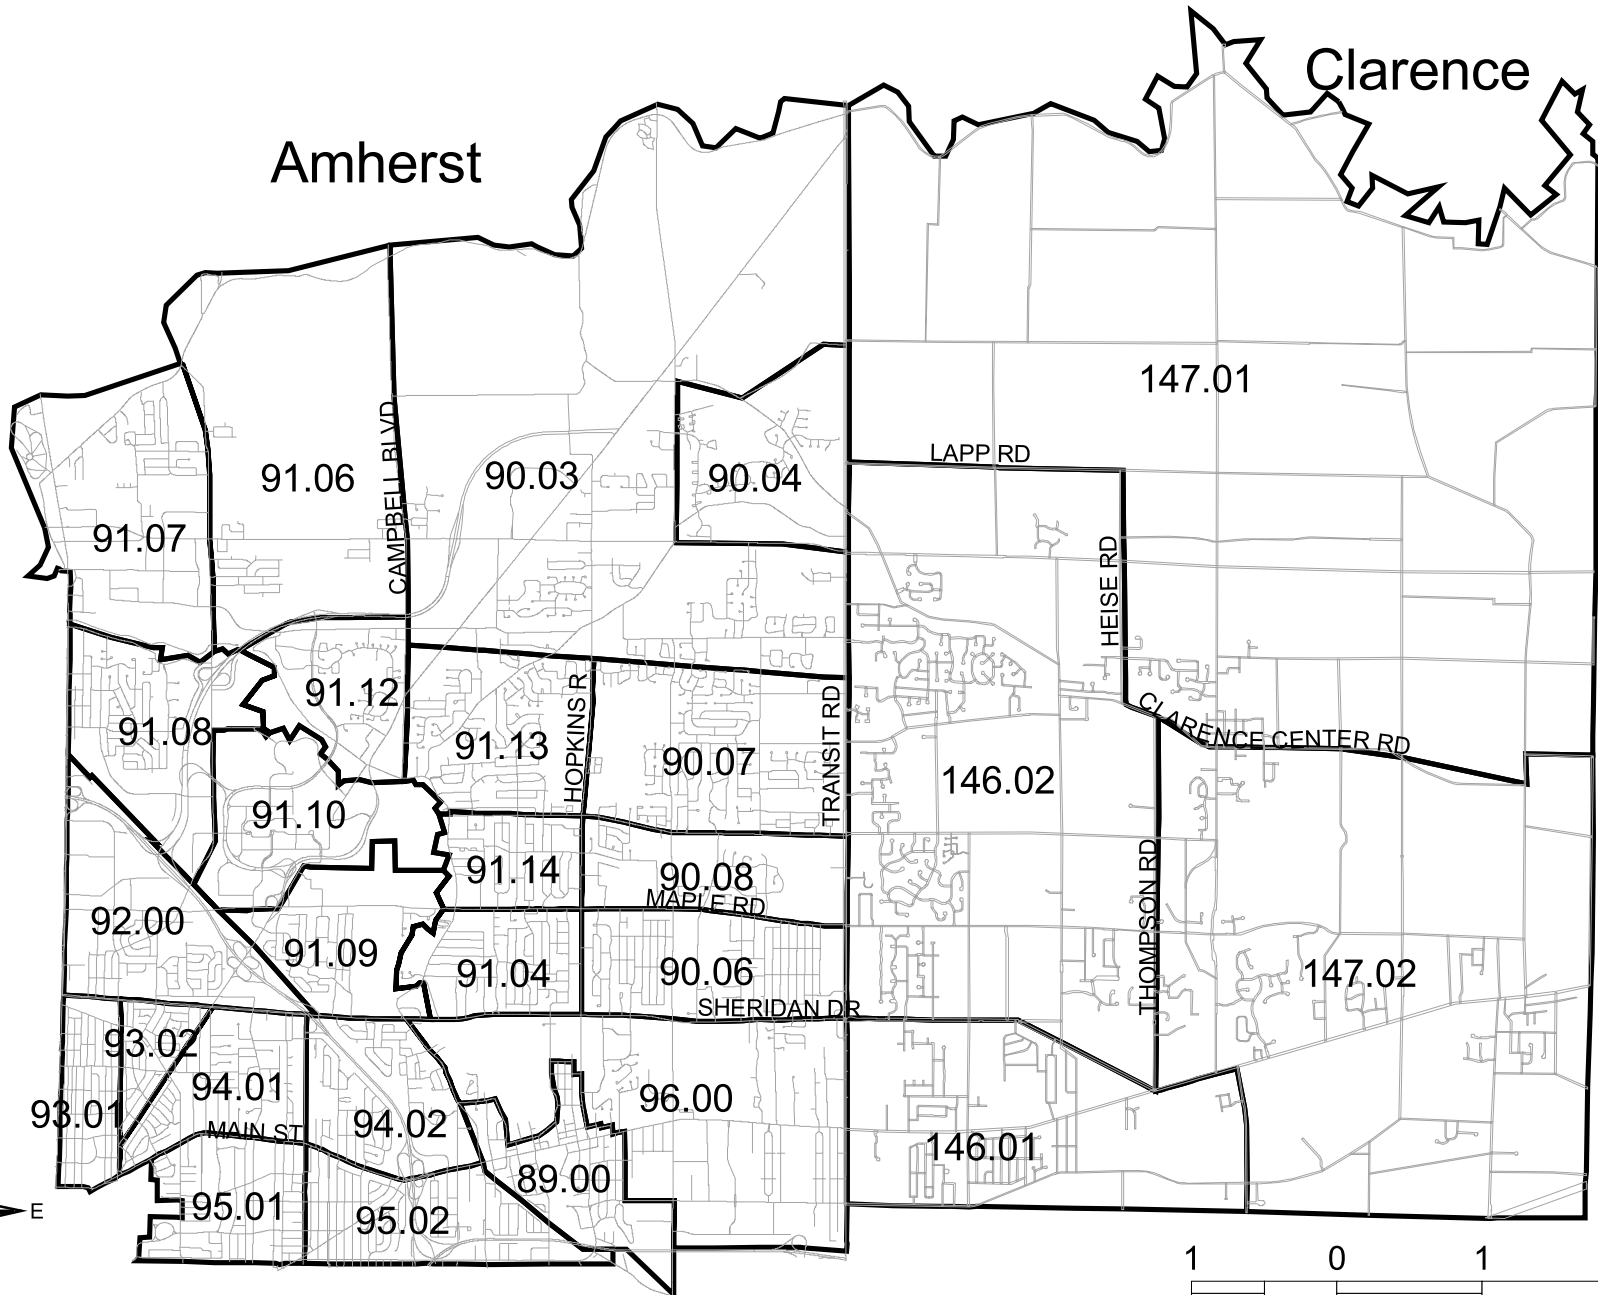 Clarence
Amherst
147.01
LAPP RD
91.06
CAMPBELL BLVD
90.03
90.04
91.07
HEISE RD
91.12
91.08
91.13
HOPKINS R
90.07
TRANSIT RD
CLARENCE CENTER RD
146.02
91.10
91.14
90.08
MAPLE RD
THOMPSON RD
92.00
91.09
91.04
90.06
147.02
SHERIDAN DR
93.02
94.01
93.01
MAIN ST
94.02
96.00
146.01
89.00
95.01
95.02
E
1 0 1